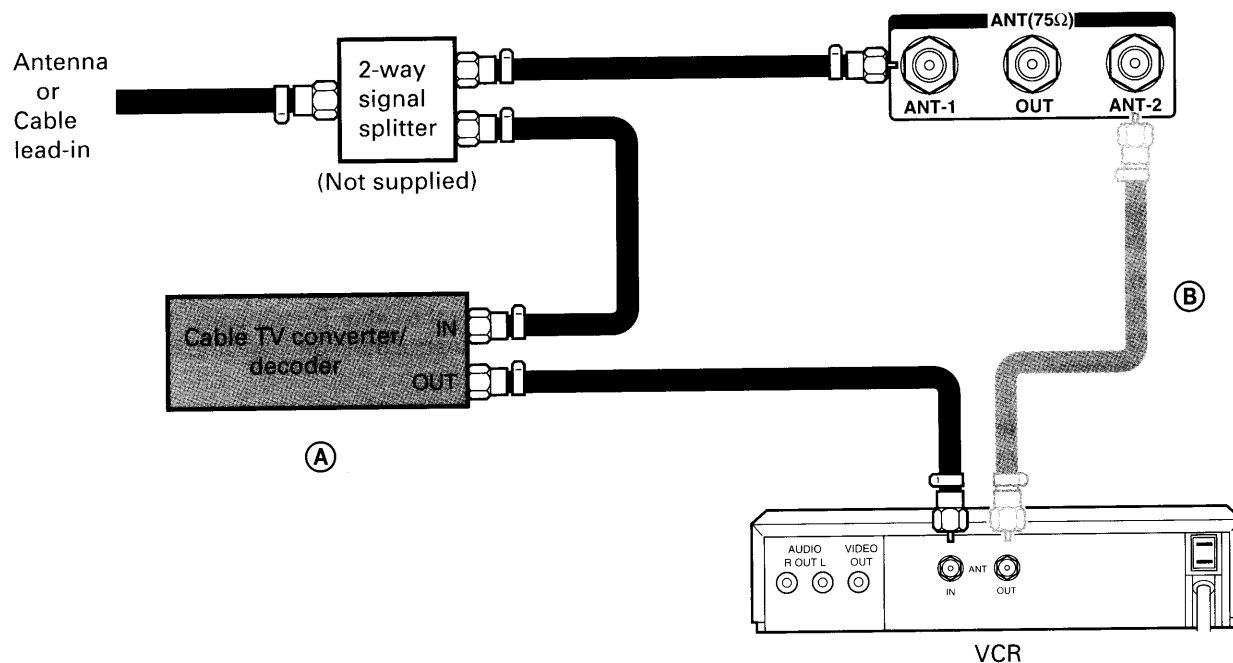 Antenna
or
Cable
lead-in
2-way
signal
splitter
(Not supplied)
ANT(75Ω)
ANT-1
OUT
ANT-2
Cable TV converter/
decoder
IN
OUT
A
B
AUDIO
R OUT L
VIDEO
OUT
ANT
IN
OUT
VCR